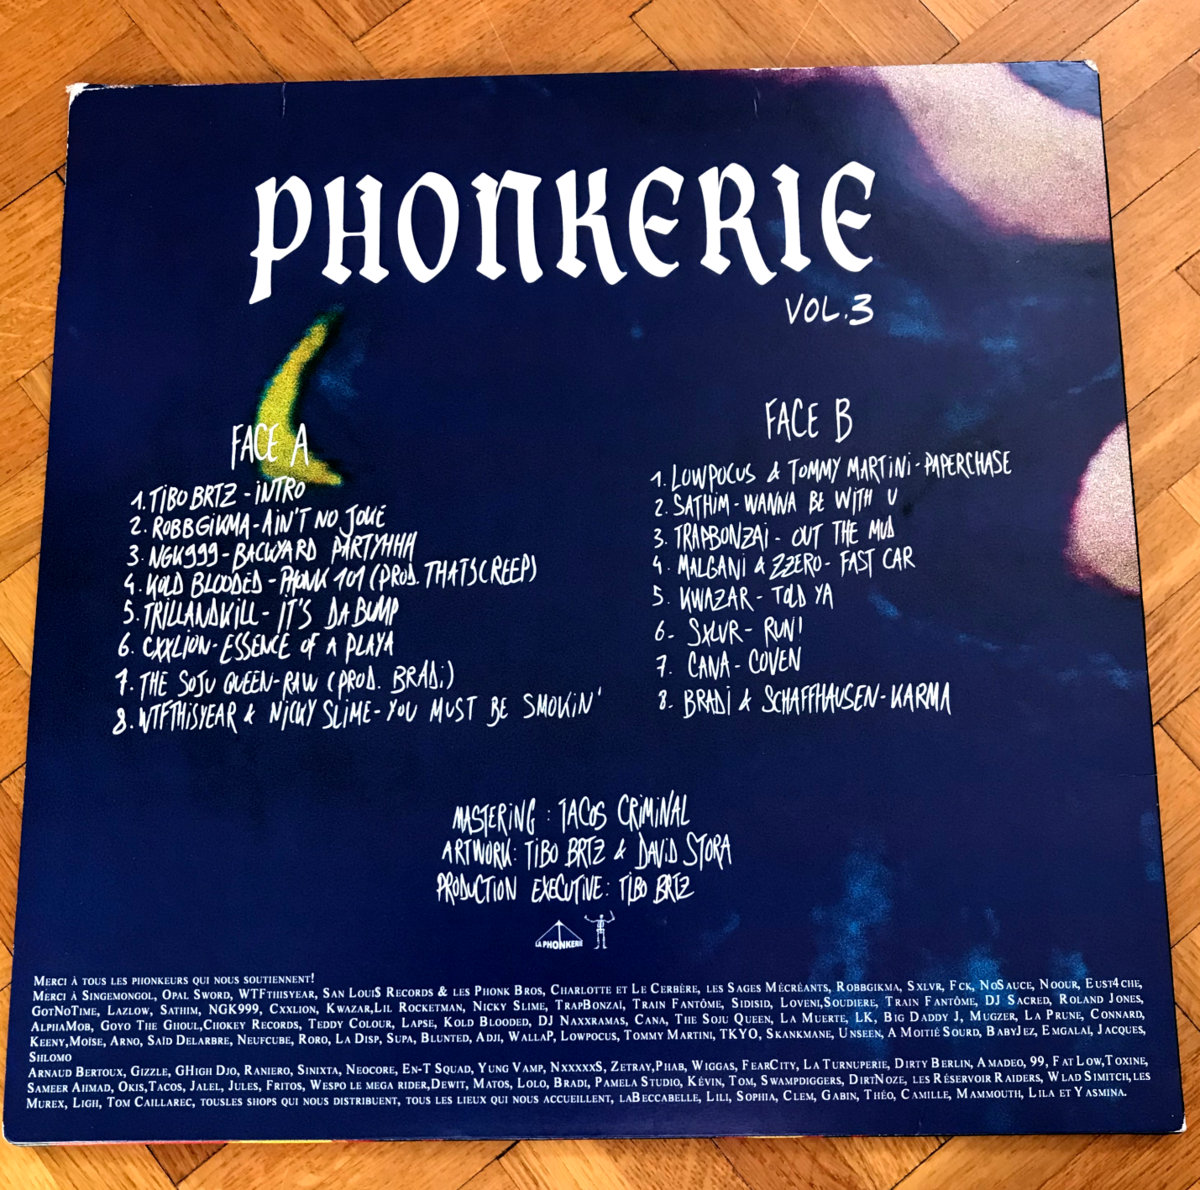 PHONKERIE
VOL.3
FACE A
1. TIBO BRTZ - INTRO
2. ROBBGIKMA - AIN'T NO JOKE
3. NGK999 - BACKYARD PARTYHHH
4. KOLD BLOODED - PHONK 101 (PROD. THATSCREEP)
5. TRILLANDKILL - IT'S DA BUMP
6. CXXLION - ESSENCE OF A PLAYA
7. THE SOJU QUEEN - RAW (PROD. BRADI)
8. WTFTHISYEAR & NICKY SLIME - YOU MUST BE SMOKIN'
FACE B
1. LOWPOCUS & TOMMY MARTINI - PAPERCHASE
2. SATHIM - WANNA BE WITH U
3. TRAPBONZAI - OUT THE MUD
4. MALGANI & ZZERO - FAST CAR
5. KWAZAR - TOLD YA
6- SXLVR - RUN!
7. CANA - COVEN
8. BRADI & SCHAFFHAUSEN - KARMA
MASTERING : TACOS CRIMINAL
ARTWORK: TIBO BRTZ & DAVID STORA
PRODUCTION EXECUTIVE: TIBO BRTZ
LA PHONKERIE
MERCI À TOUS LES PHONKEURS QUI NOUS SOUTIENNENT!
MERCI À SINGEMONGOL, OPAL SWORD, WTFTHISYEAR, SAN LOUI$ RECORDS & LES PHONK BROS, CHARLOTTE ET LE CERBÈRE, LES SAGES MÉCRÉANTS, ROBBGIKMA, SXLVR, FCK, NOSAUCE, NOOUR, EUST4CHE,
GOTNOTIME, LAZLOW, SATHIM, NGK999, CXXLION, KWAZAR,LIL ROCKETMAN, NICKY SLIME, TRAPBONZAÏ, TRAIN FANTÔME, SIDISID, LOVENI,SOUDIERE, TRAIN FANTÔME, DJ SACRED, ROLAND JONES,
ALPHAMOB, GOYO THE GHOUL,CHOKEY RECORDS, TEDDY COLOUR, LAPSE, KOLD BLOODED, DJ NAXXRAMAS, CANA, THE SOJU QUEEN, LA MUERTE, LK, BIG DADDY J, MUGZER, LA PRUNE, CONNARD,
KEENY,MOÏSE, ARNO, SAÏD DELARBRE, NEUFCUBE, RORO, LA DISP, SUPA, BLUNTED, ADJI, WALLAP, LOWPOCUS, TOMMY MARTINI, TKYO, SKANKMANE, UNSEEN, A MOITIÉ SOURD, BABYJEZ, EMGALAI, JACQUES,
SHLOMO
ARNAUD BERTOUX, GIZZLE, GHIGH DJO, RANIERO, SINIXTA, NEOCORE, EN-T SQUAD, YUNG VAMP, NXXXXXS, ZETRAY,PHAB, WIGGAS, FEARCITY, LA TURNUPERIE, DIRTY BERLIN, AMADEO, 99, FAT LOW,TOXINE,
SAMEER AHMAD, OKIS,TACOS, JALEL, JULES, FRITOS, WESPO LE MEGA RIDER,DEWIT, MATOS, LOLO, BRADI, PAMELA STUDIO, KÉVIN, TOM, SWAMPDIGGERS, DIRTNOZE, LES RÉSERVOIR RAIDERS, WLAD SIMITCH,LES
MUREX, LIGH, TOM CAILLAREC, TOUSLES SHOPS QUI NOUS DISTRIBUENT, TOUS LES LIEUX QUI NOUS ACCUEILLENT, LABECCABELLE, LILI, SOPHIA, CLEM, GABIN, THÉO, CAMILLE, MAMMOUTH, LILA ET YASMINA.